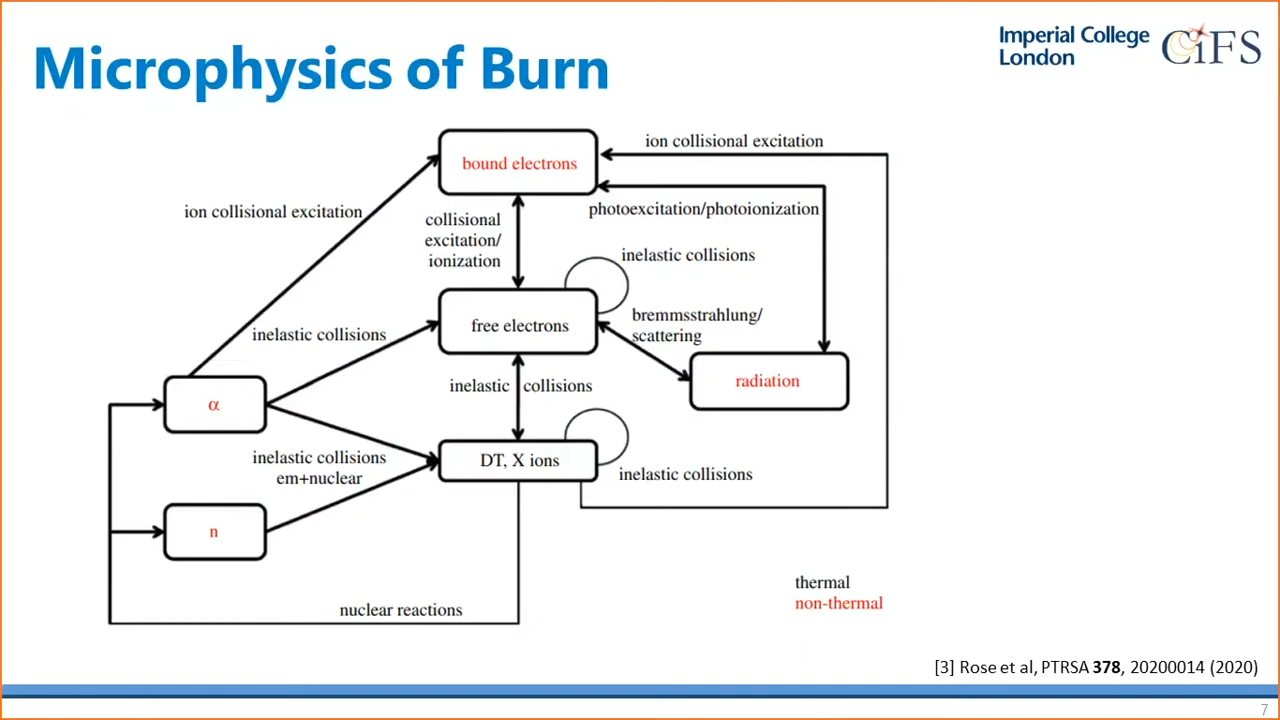 Microphysics of Burn
Imperial College
London
CIFS
bound electrons
ion collisional excitation
ion collisional excitation
photoexcitation/photoionization
collisional
excitation/
ionization
inelastic collisions
free electrons
bremmsstrahlung/
scattering
inelastic collisions
radiation
inelastic collisions
α
inelastic collisions
em+nuclear
DT, X ions
inelastic collisions
n
nuclear reactions
thermal
non-thermal
[3] Rose et al, PTRSA 378, 20200014 (2020)
7